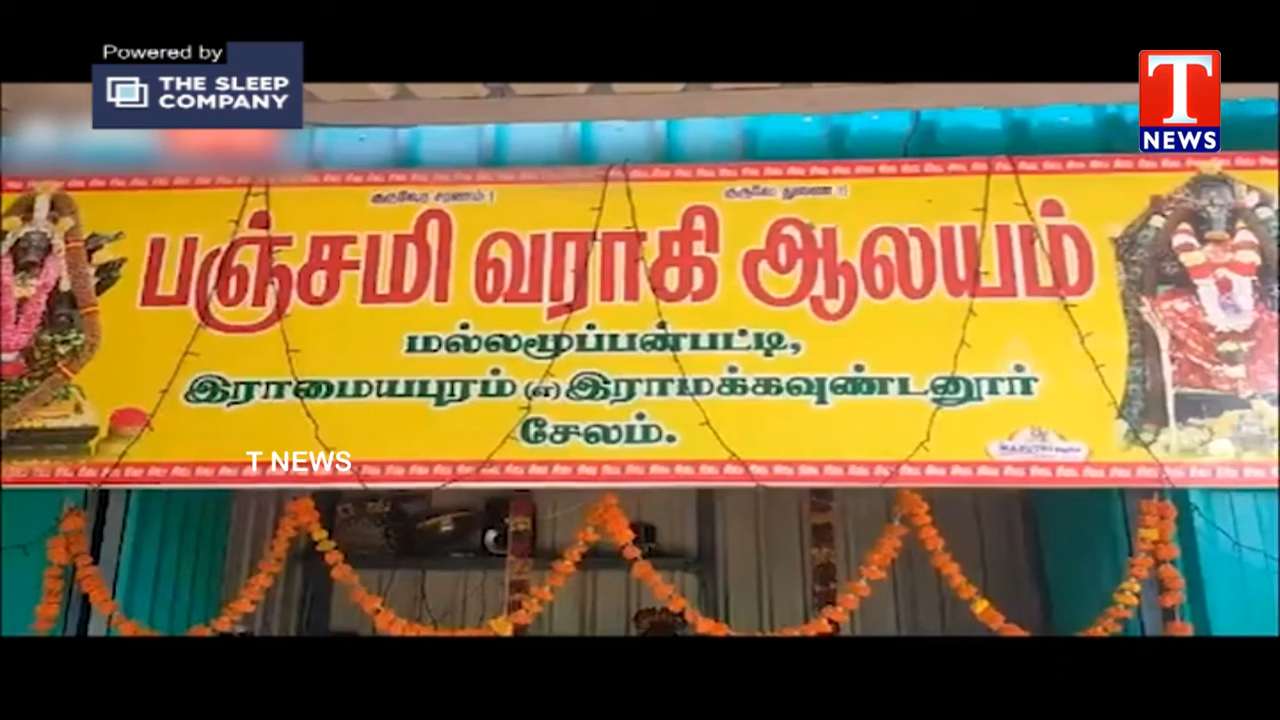 Powered by
THE SLEEP
COMPANY
T
NEWS
குருவே சரணம் ! குருவே துணை !!
பஞ்சமி வராகி ஆலயம்
மல்லமூப்பன்பட்டி,
இராமையபுரம் (எ) இராமக்கவுண்டனூர்
சேலம்.
T NEWS